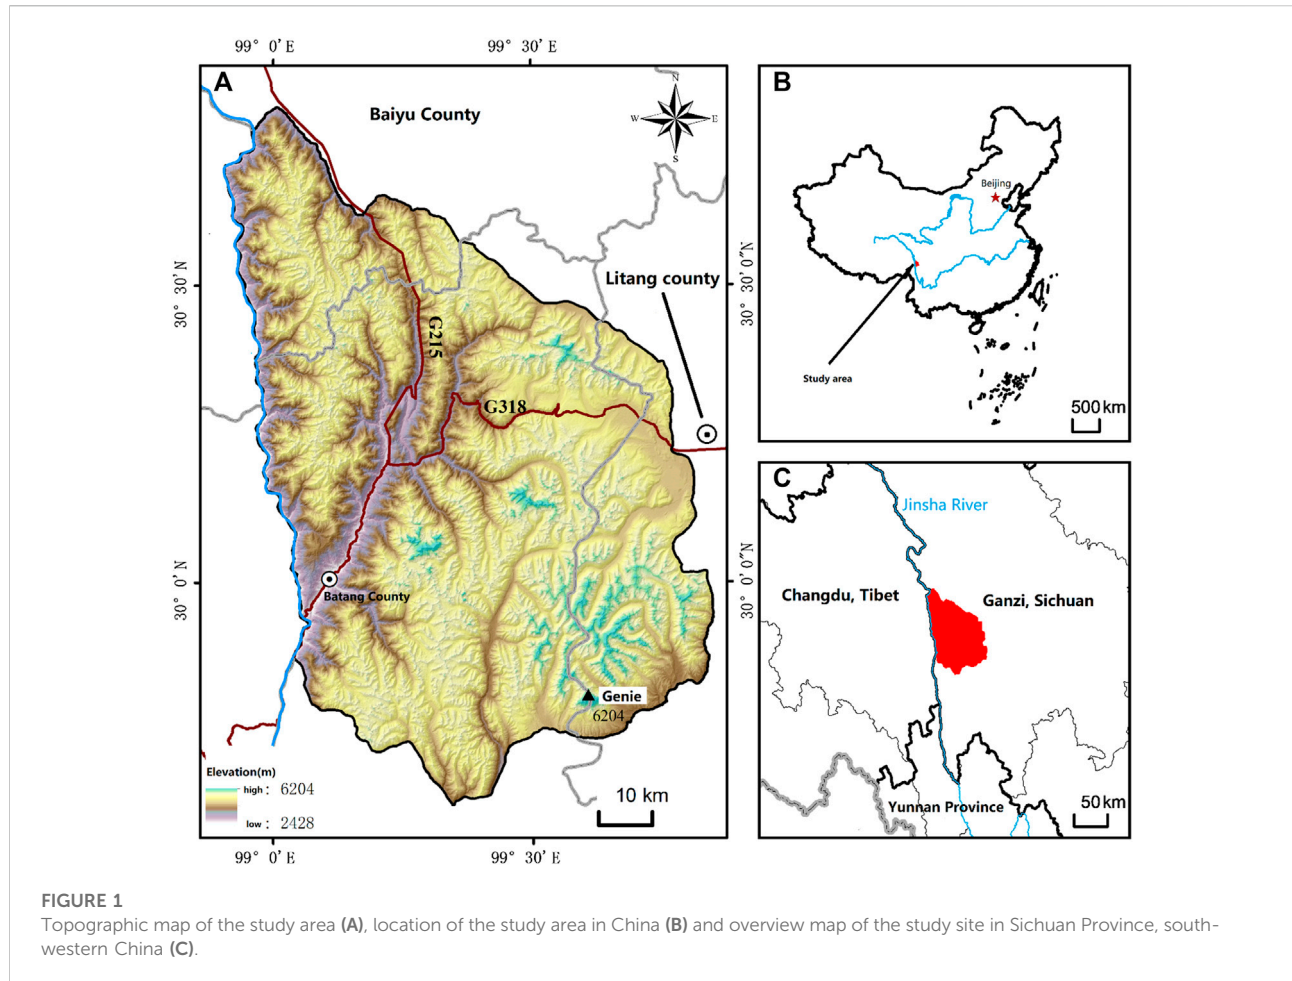 99° 0′ E
99° 30′ E
A
Baiyu County
N
W
E
S
Litang county
30° 30′ N
G215
G318
30° 0′ N
Batang County
Genie
6204
Elevation(m)
high : 6204
low : 2428
10 km
99° 0′ E
99° 30′ E
B
Beijing
30° 30′ 0″N
Study area
500 km
C
Jinsha River
30° 0′ 0″N
Changdu, Tibet
Ganzi, Sichuan
Yunnan Province
50 km
FIGURE 1
Topographic map of the study area (A), location of the study area in China (B) and overview map of the study site in Sichuan Province, south-
western China (C).